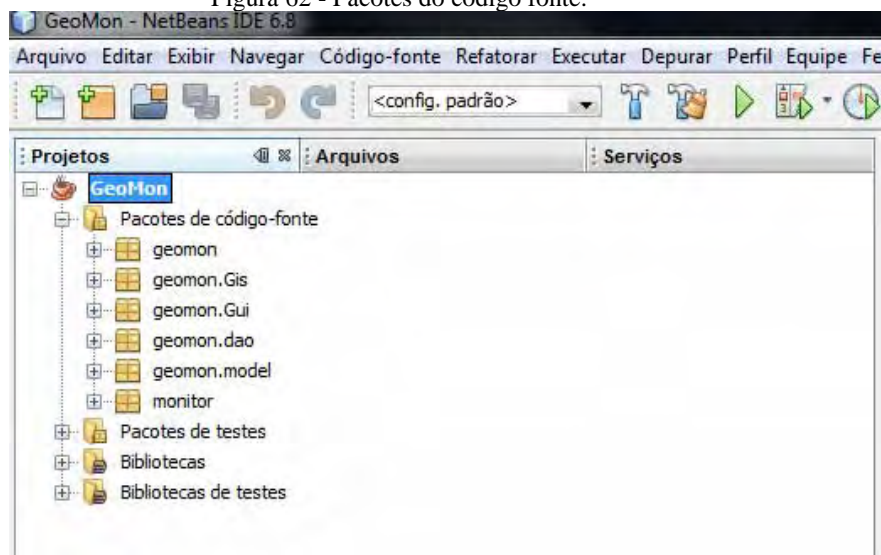 Figura 62 - Pacotes do código fonte.
GeoMon - NetBeans IDE 6.8
Arquivo Editar Exibir Navegar Código-fonte Refatorar Executar Depurar Perfil Equipe Fe
<config. padrão>
Projetos Arquivos Serviços
GeoMon
Pacotes de código-fonte
geomon
geomon.Gis
geomon.Gui
geomon.dao
geomon.model
monitor
Pacotes de testes
Bibliotecas
Bibliotecas de testes